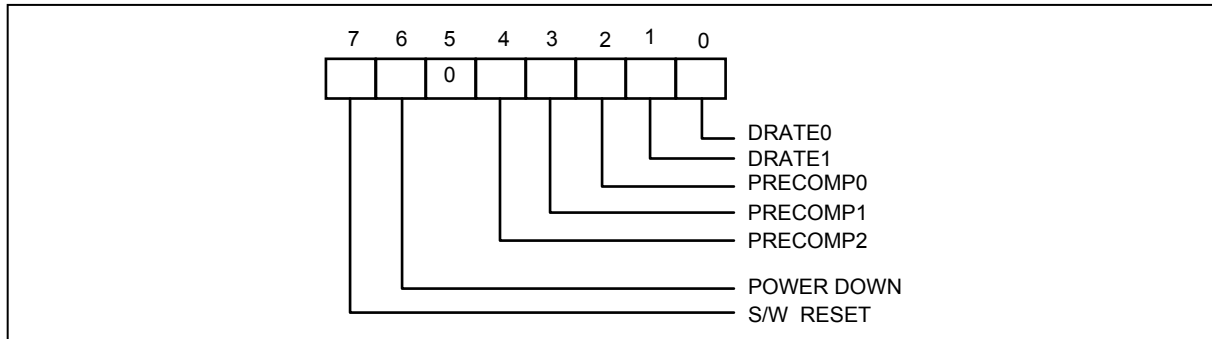 7 6 5 4 3 2 1 0
0
DRATE0
DRATE1
PRECOMP0
PRECOMP1
PRECOMP2
POWER DOWN
S/W RESET